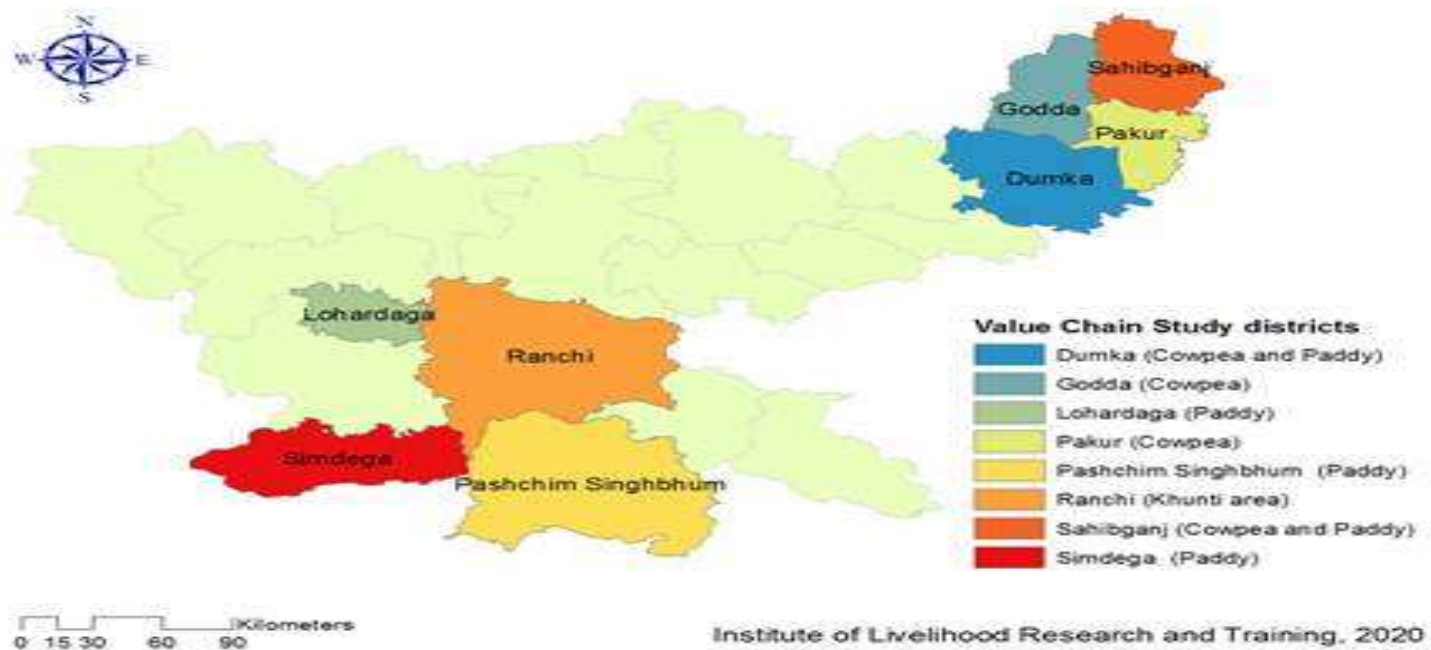 N
W E
S
Sahibganj
Godda
Pakur
Dumka
Lohardaga
Ranchi
Simdega
Pashchim Singhbhum
Value Chain Study districts
Dumka (Cowpea and Paddy)
Godda (Cowpea)
Lohardaga (Paddy)
Pakur (Cowpea)
Pashchim Singhbhum (Paddy)
Ranchi (Khunti area)
Sahibganj (Cowpea and Paddy)
Simdega (Paddy)
Kilometers
0 15 30 60 90
Institute of Livelihood Research and Training, 2020